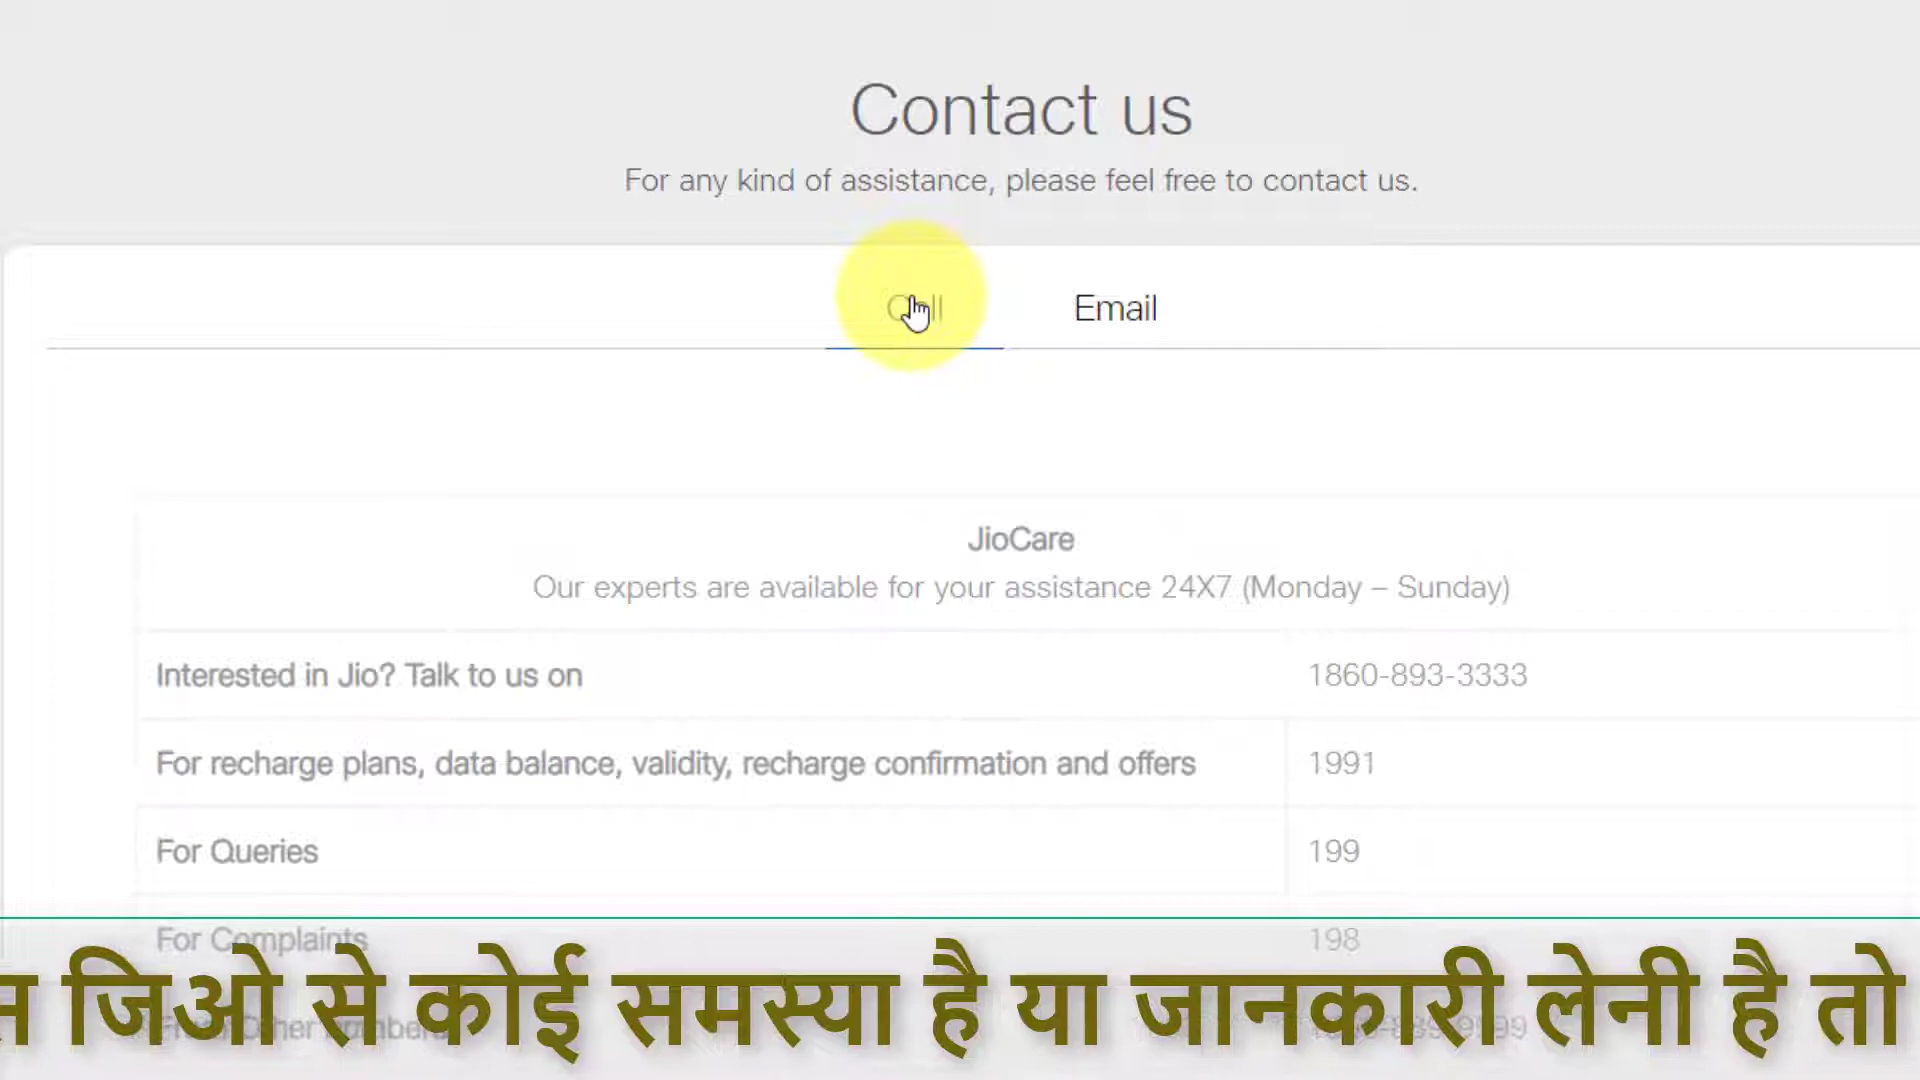 Contact us
For any kind of assistance, please feel free to contact us.
Call Email
JioCare
Our experts are available for your assistance 24X7 (Monday – Sunday)
Interested in Jio? Talk to us on 1860-893-3333
For recharge plans, data balance, validity, recharge confirmation and offers 1991
For Queries 199
For Complaints 198
जिओ से कोई समस्या है या जानकारी लेनी है तो